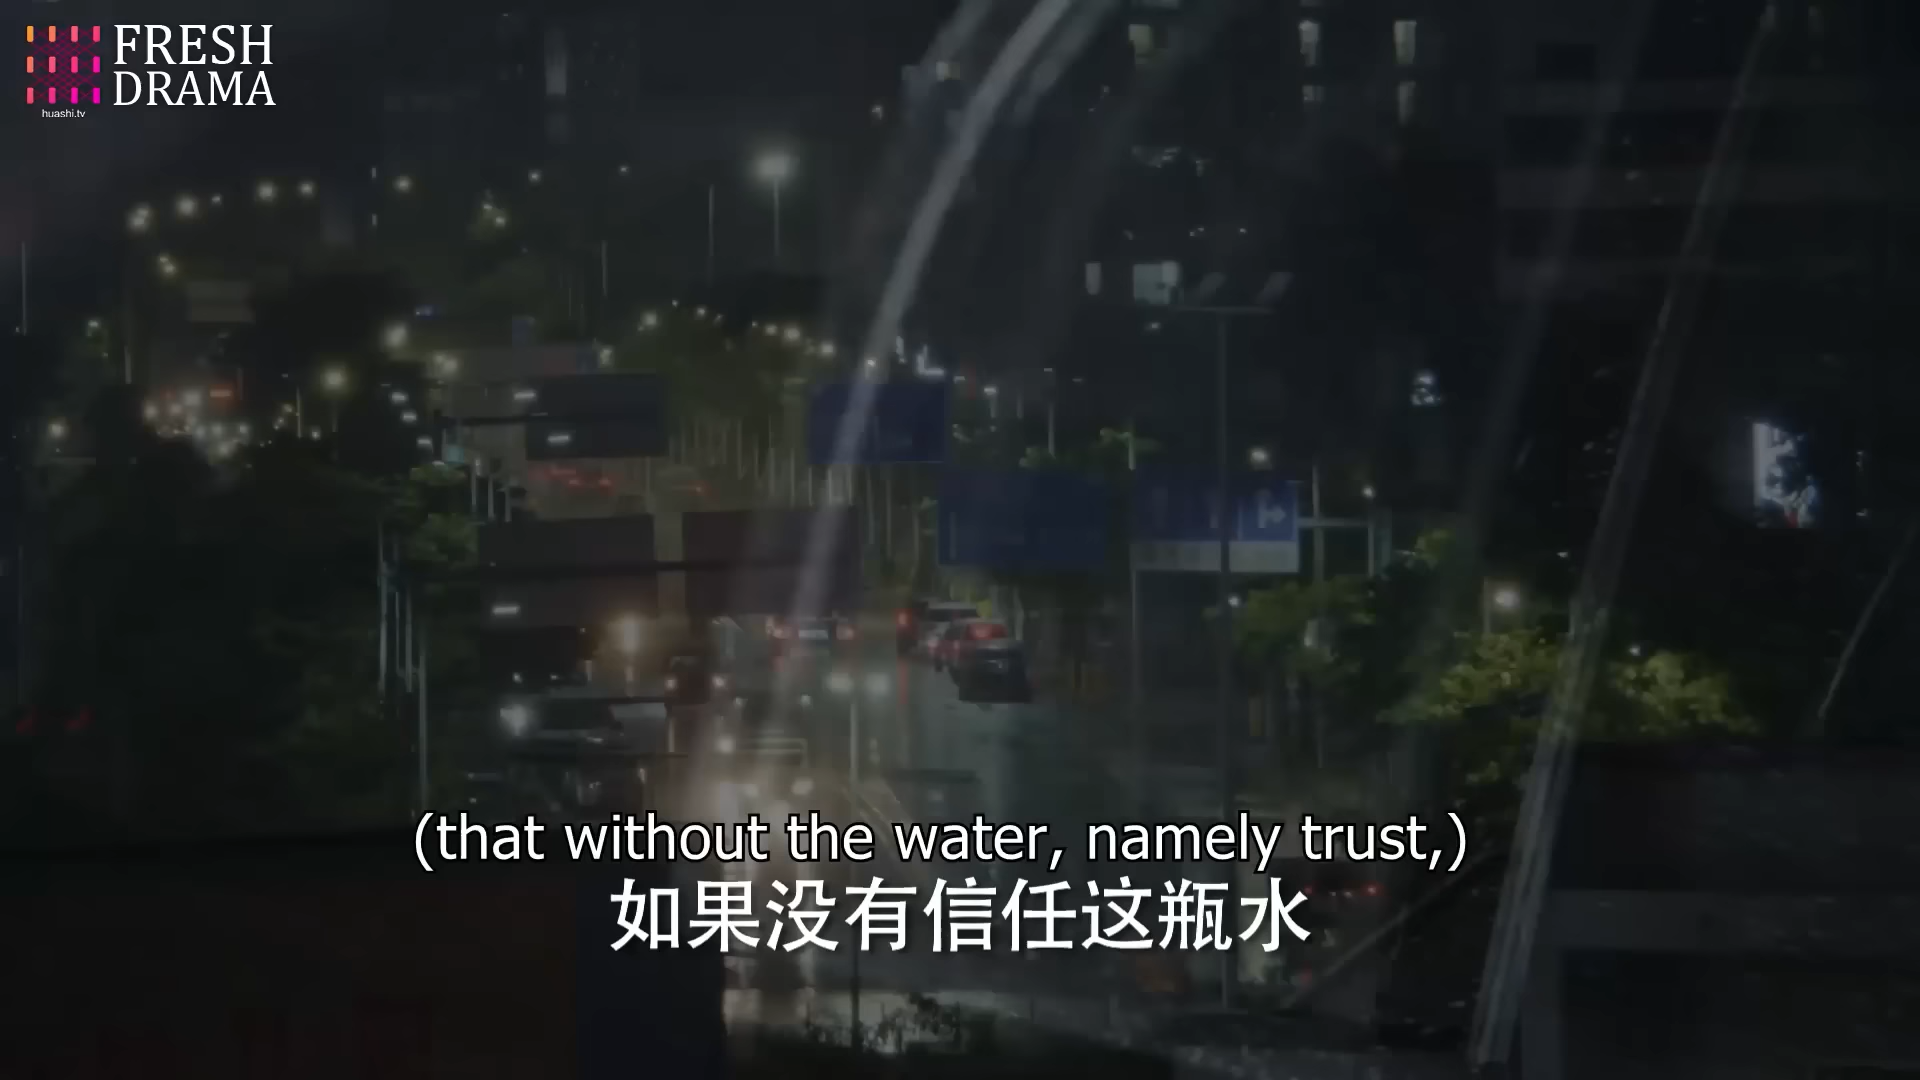 FRESH
DRAMA
huashi.tv
(that without the water, namely trust,)
如果没有信任这瓶水